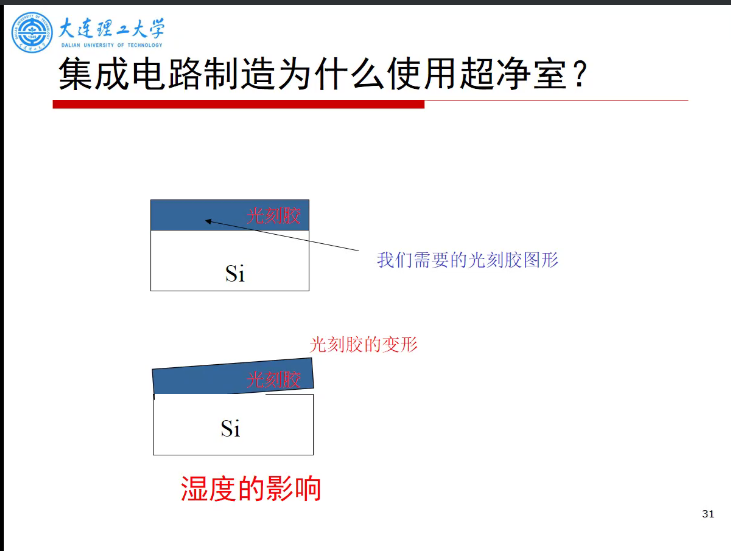 大连理工大学
DALIAN UNIVERSITY OF TECHNOLOGY
集成电路制造为什么使用超净室？
光刻胶
Si
我们需要的光刻胶图形
光刻胶的变形
光刻胶
Si
湿度的影响
31